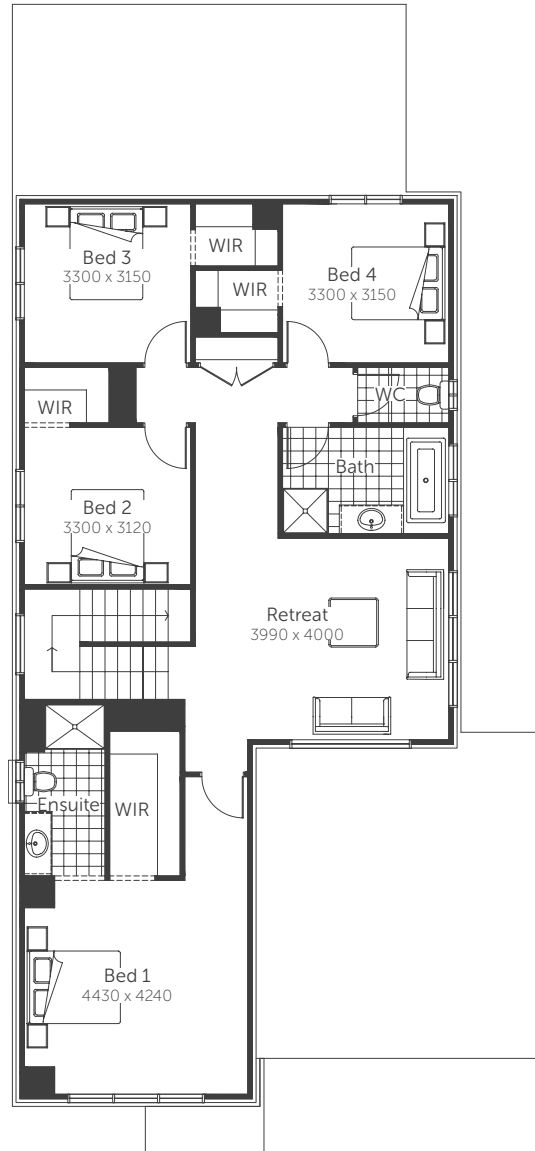 Bed 3
3300 x 3150
WIR
WIR
Bed 4
3300 x 3150
WIR
WC
Bath
Bed 2
3300 x 3120
Retreat
3990 x 4000
Ensuite
WIR
Bed 1
4430 x 4240